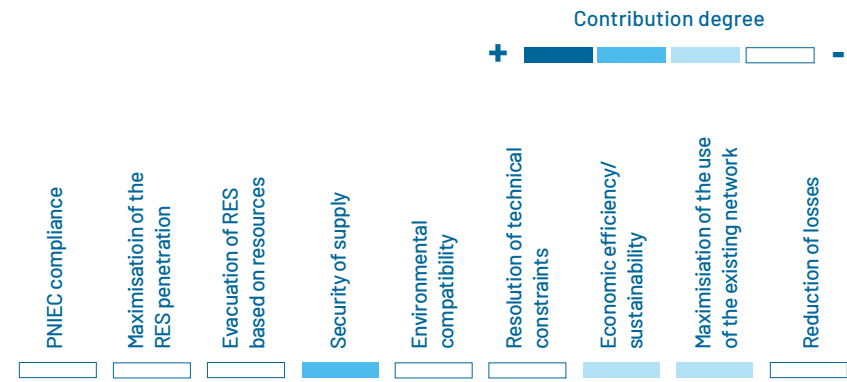 Contribution degree
+ -
PNIEC compliance
Maximisatioin of the
RES penetration
Evacuation of RES
based on resources
Security of supply
Environmental
compatibility
Resolution of technical
constraints
Economic efficiency/
sustainability
Maximisiation of the use
of the existing network
Reduction of losses